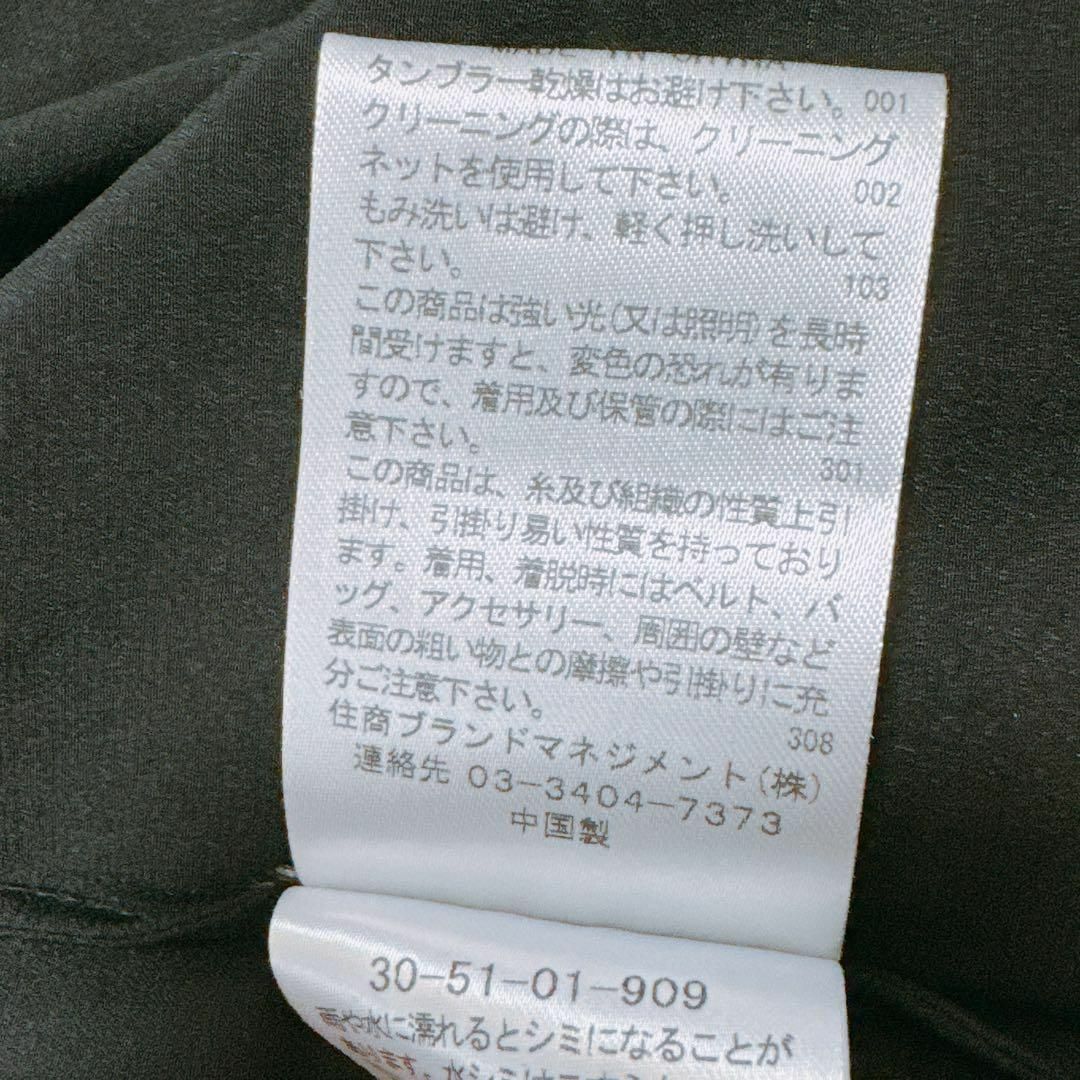 MADE IN CHINA
タンブラー乾燥はお避け下さい。001
クリーニングの際は、クリーニング
ネットを使用して下さい。 002
もみ洗いは避け、軽く押し洗いして
下さい。 103
この商品は強い光(又は照明)を長時
間受けますと、変色の恐れが有りま
すので、着用及び保管の際にはご注
意下さい。 301
この商品は、糸及び組織の性質上引
掛け、引掛り易い性質を持っており
ます。着用、着脱時にはベルト、バ
ッグ、アクセサリー、周囲の壁など
表面の粗い物との摩擦や引掛りに充
分ご注意下さい。 308
住商ブランドマネジメント(株)
連絡先 03-3404-7373
中国製
30-51-01-909
や水に濡れるとシミになることが